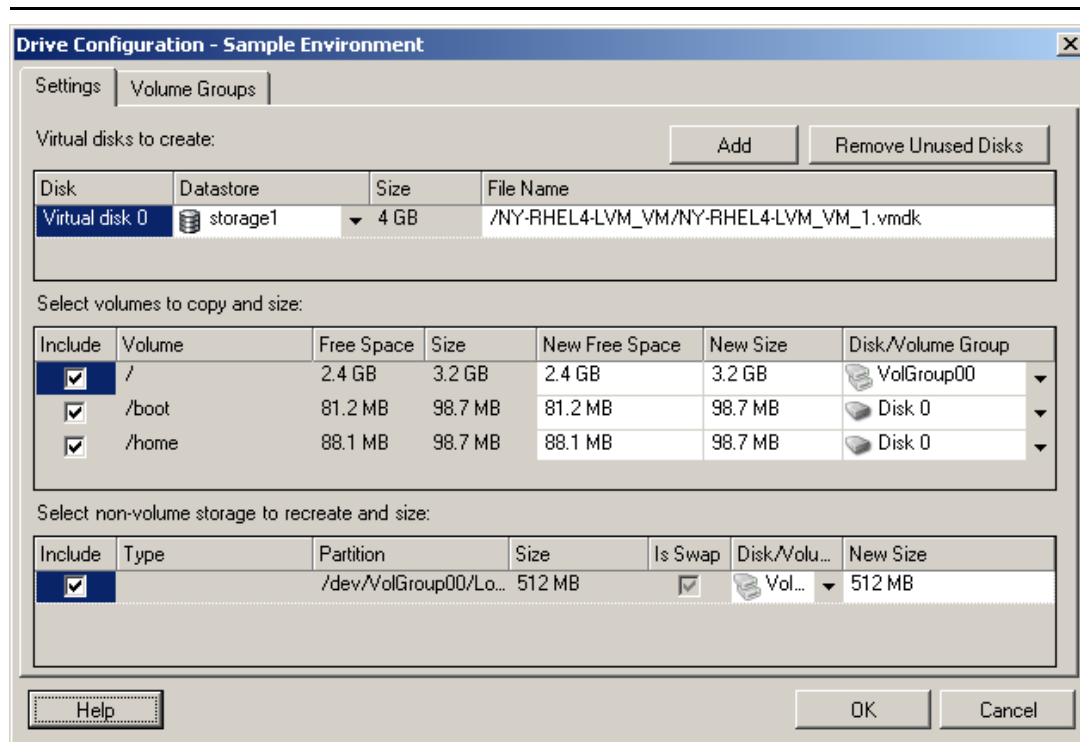 Drive Configuration - Sample Environment
Settings Volume Groups
Virtual disks to create: Add Remove Unused Disks
Disk Datastore Size File Name
Virtual disk 0 storage1 4 GB /NY-RHEL4-LVM_VM/NY-RHEL4-LVM_VM_1.vmdk
Select volumes to copy and size:
Include Volume Free Space Size New Free Space New Size Disk/Volume Group
/ 2.4 GB 3.2 GB 2.4 GB 3.2 GB VolGroup00
/boot 81.2 MB 98.7 MB 81.2 MB 98.7 MB Disk 0
/home 88.1 MB 98.7 MB 88.1 MB 98.7 MB Disk 0
Select non-volume storage to recreate and size:
Include Type Partition Size Is Swap Disk/Volu... New Size
/dev/VolGroup00/Lo... 512 MB Vol... 512 MB
Help OK Cancel